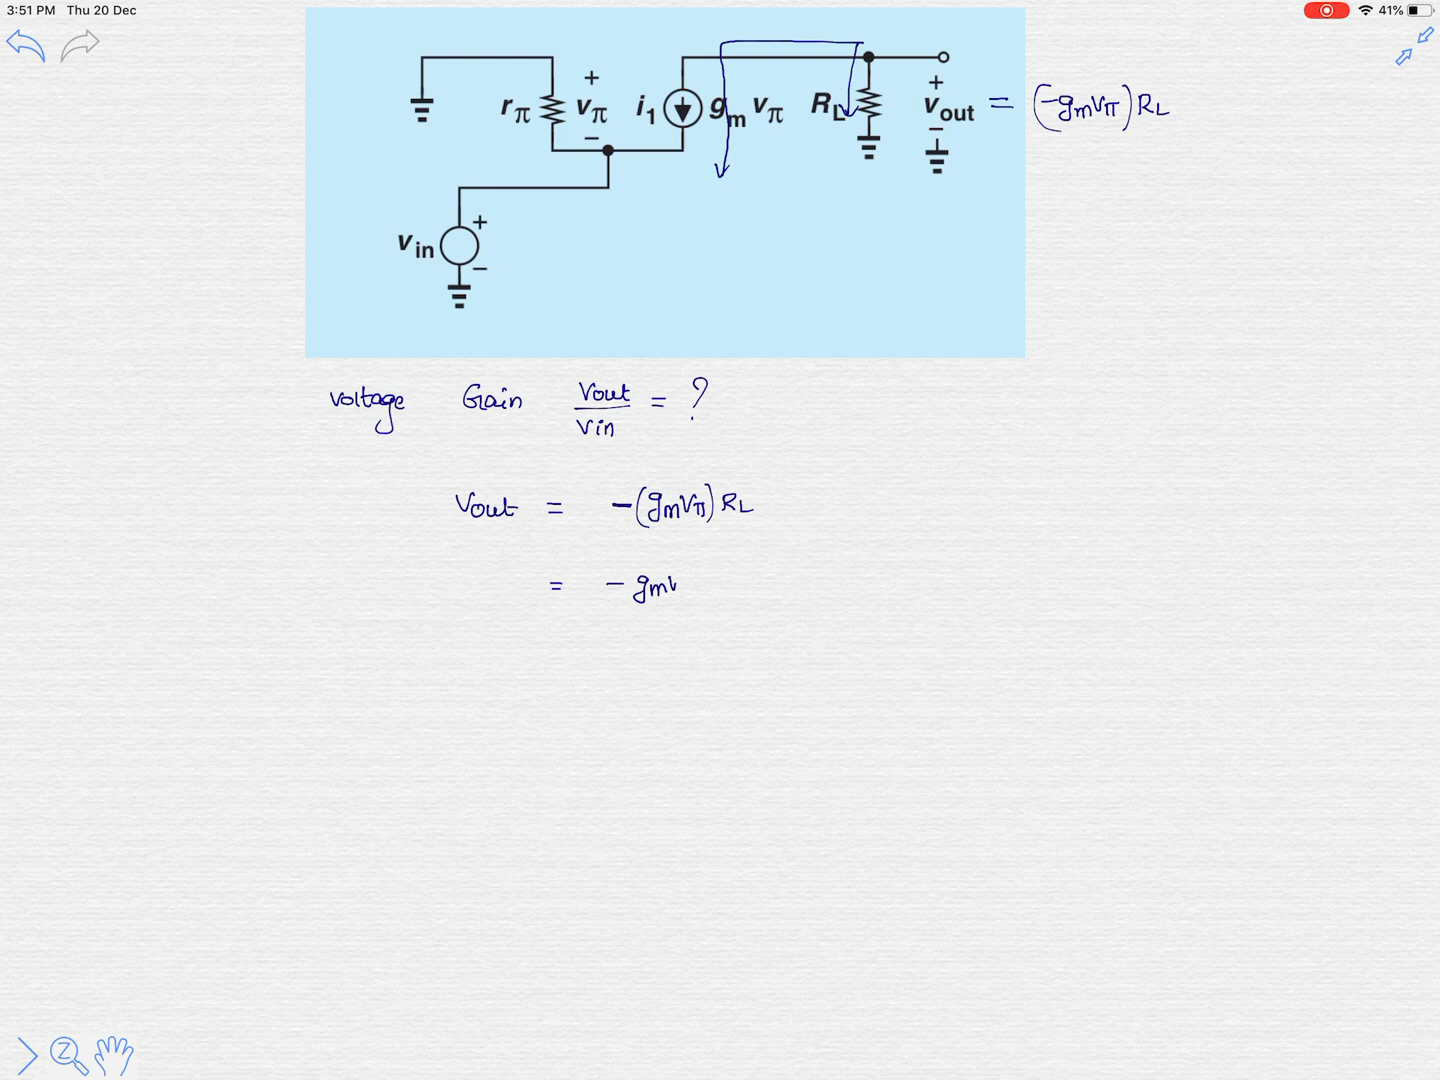 3:51 PM Thu 20 Dec
41%
rπ + vπ − i1 gm vπ RL + vout − = (-gmVπ) RL
vin + −
Voltage Gain Vout/Vin = ?
Vout = -(gmVπ) RL
= - gmv
Z